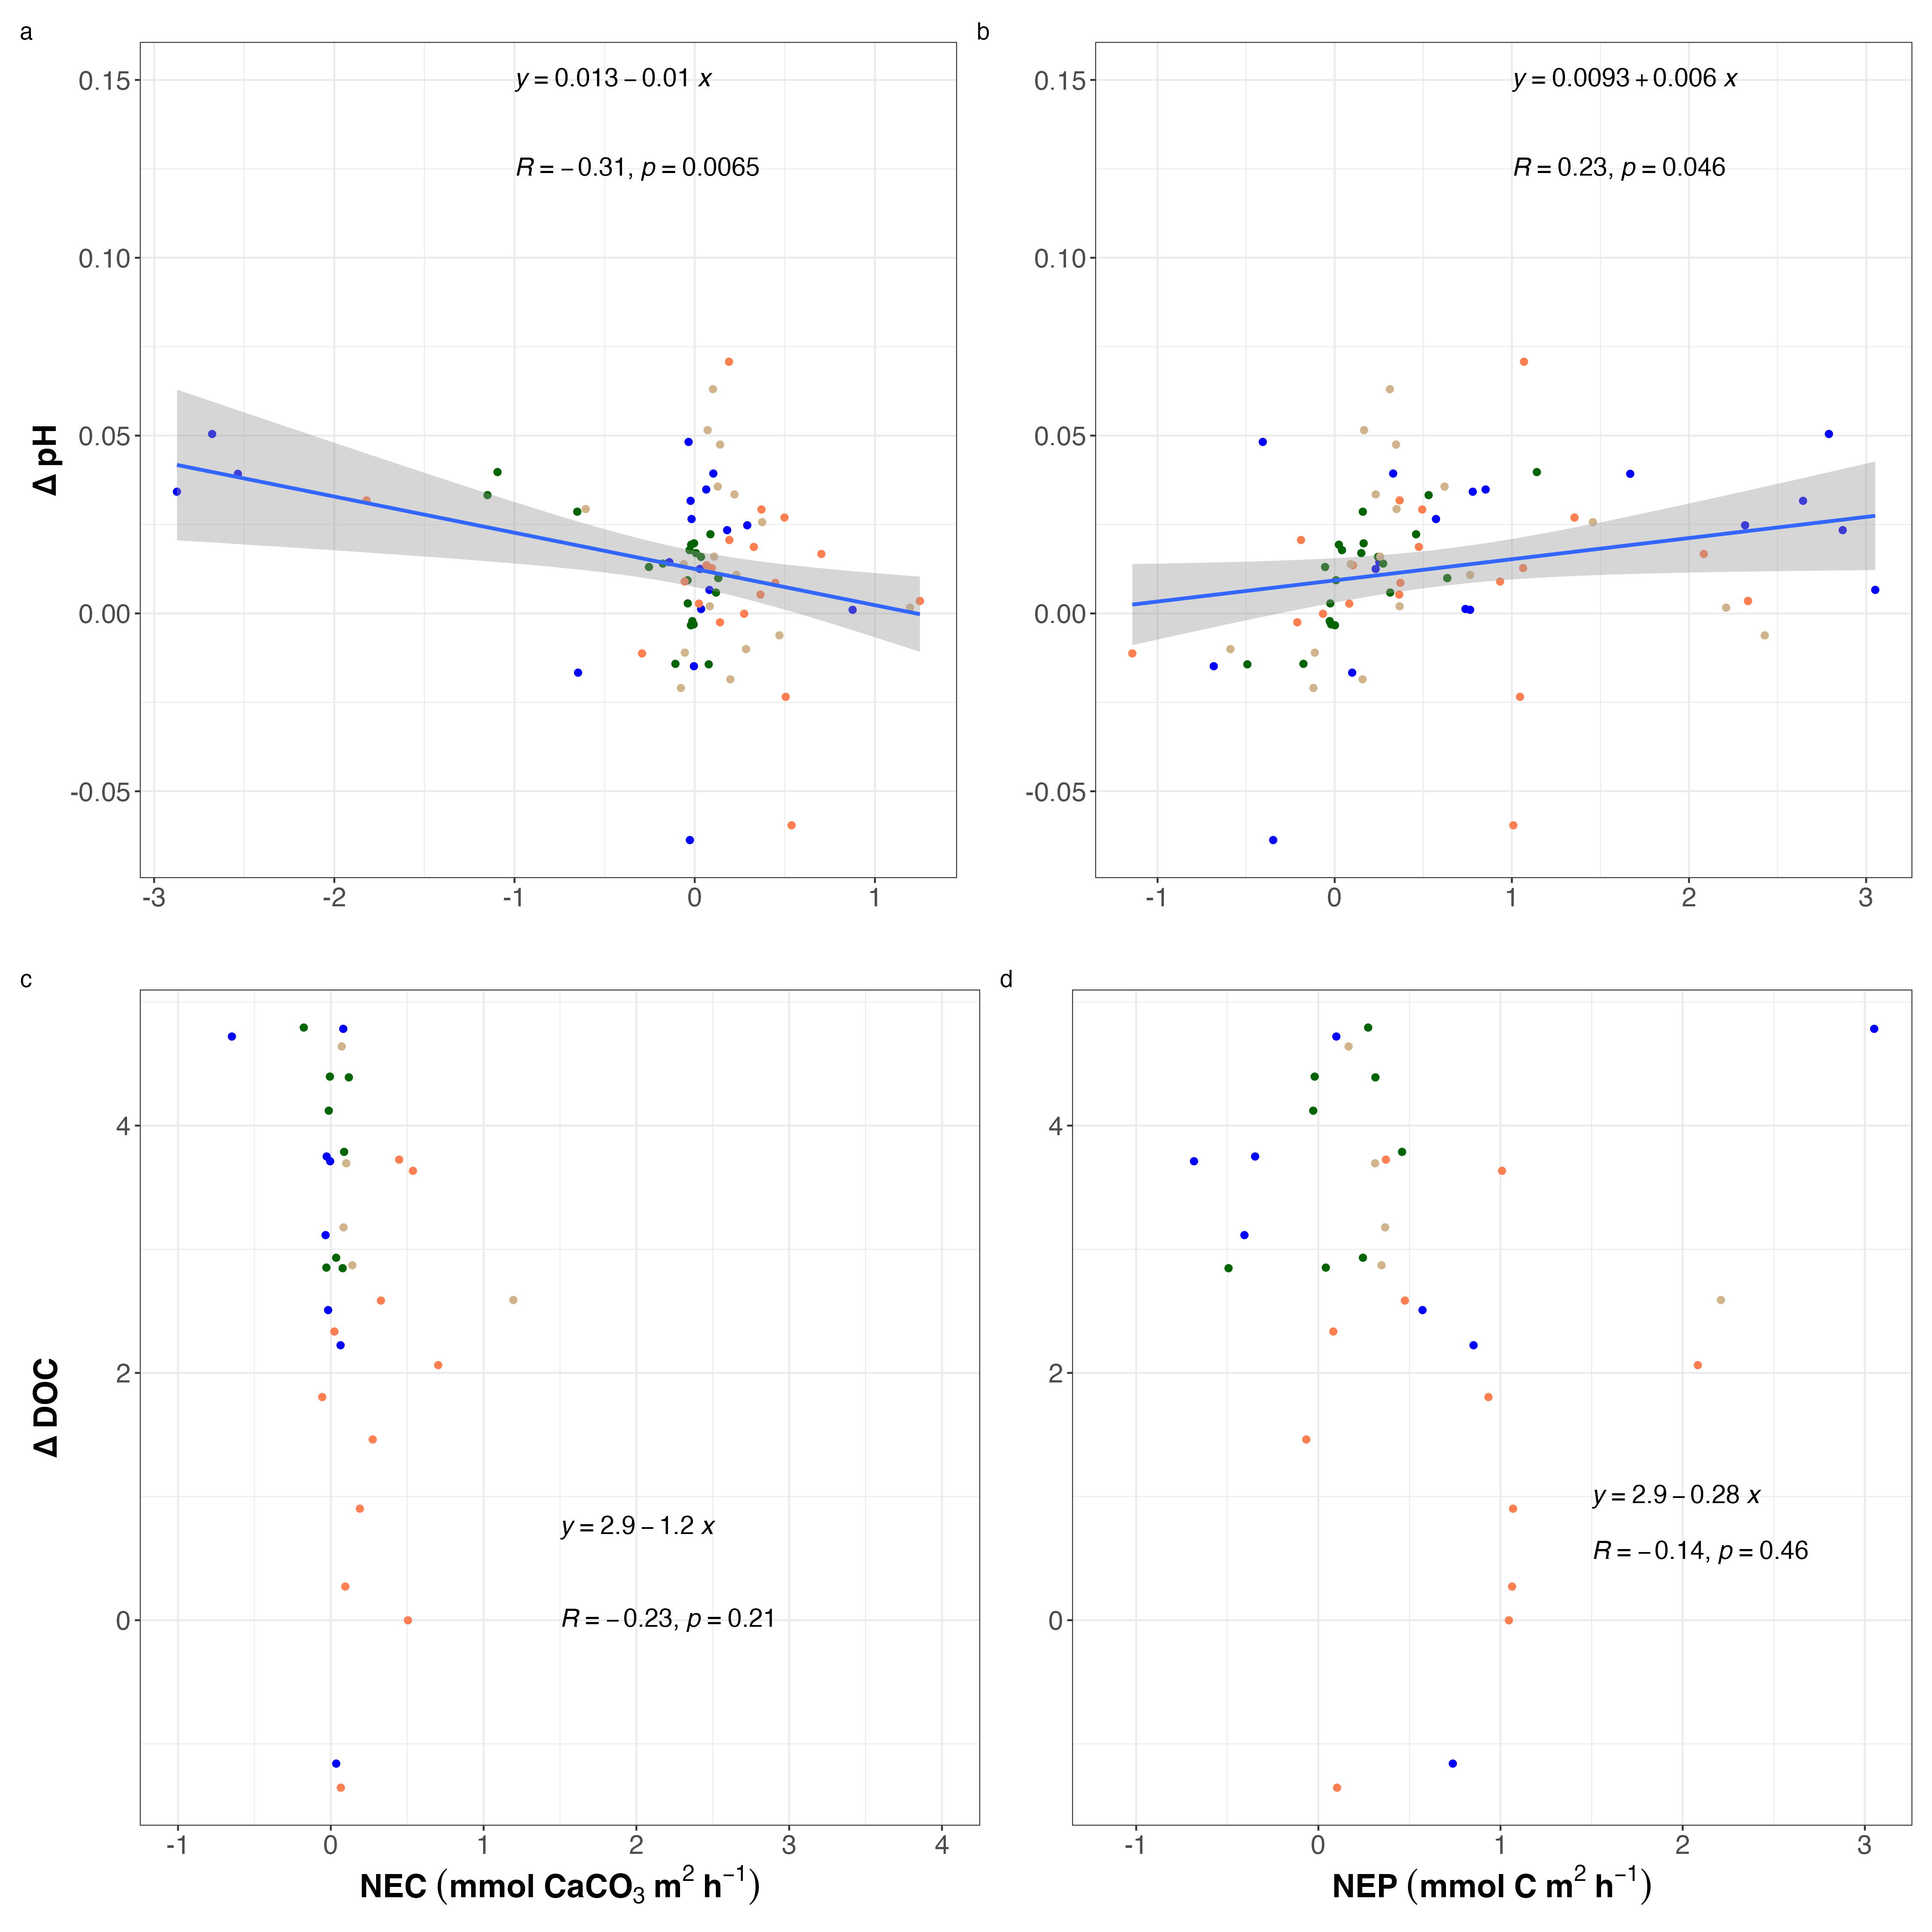 a
b
y = 0.013 − 0.01 x
R = −0.31, p = 0.0065
0.15
0.10
0.05
0.00
-0.05
Δ pH
-3 -2 -1 0 1
y = 0.0093 + 0.006 x
R = 0.23, p = 0.046
0.15
0.10
0.05
0.00
-0.05
-1 0 1 2 3
c
d
4
2
0
Δ DOC
y = 2.9 − 1.2 x
R = −0.23, p = 0.21
-1 0 1 2 3 4
NEC (mmol CaCO₃ m² h⁻¹)
4
2
0
y = 2.9 − 0.28 x
R = −0.14, p = 0.46
-1 0 1 2 3
NEP (mmol C m² h⁻¹)